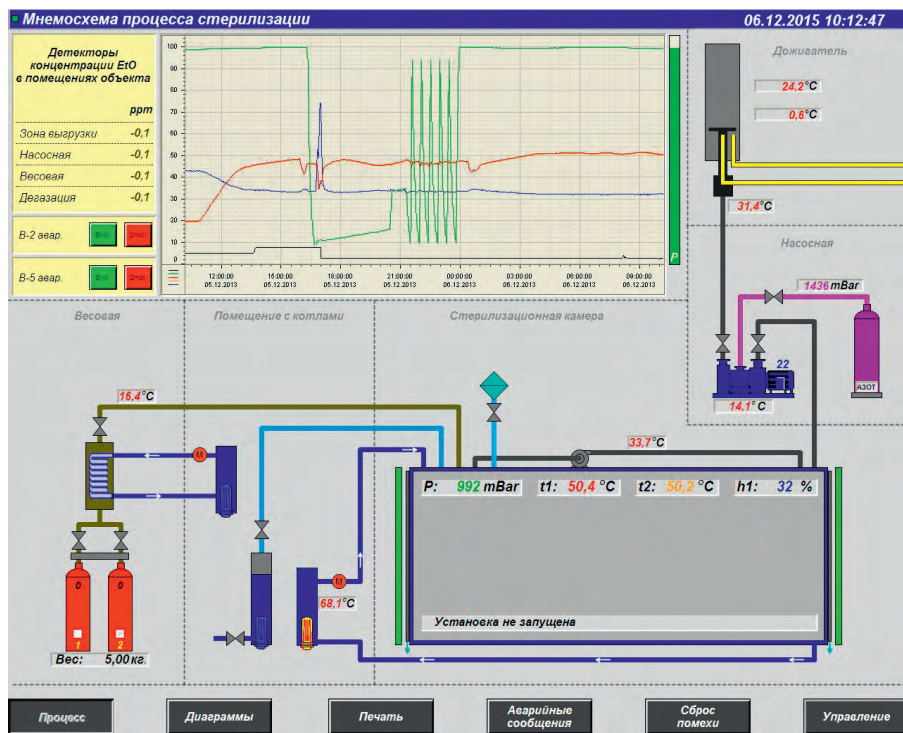 Мнемосхема процесса стерилизации
06.12.2015 10:12:47
Детекторы
концентрации EtO
в помещениях объекта
ppm
Зона выгрузки -0,1
Насосная -0,1
Весовая -0,1
Дегазация -0,1
В-2 авар.
В-5 авар.
100
90
80
70
60
50
40
30
20
10
0
12:00:00 15:00:00 18:00:00 21:00:00 00:00:00 03:00:00 06:00:00 09:00:00
05.12.2013 05.12.2013 05.12.2013 05.12.2013 06.12.2013 06.12.2013 06.12.2013 06.12.2013
P
Дожигатель
24,2°C
0,6°C
31,4°C
Насосная
1436 mBar
22
АЗОТ
14,1°C
Весовая
Помещение с котлами
Стерилизационная камера
16,4°C
M
0 0
1 2
Вес: 5,00 кг
M
68,1°C
33,7°C
P: 992 mBar t1: 50,4 °C t2: 50,2 °C h1: 32 %
Установка не запущена
Процесс
Диаграммы
Печать
Аварийные
сообщения
Сброс
помехи
Управление